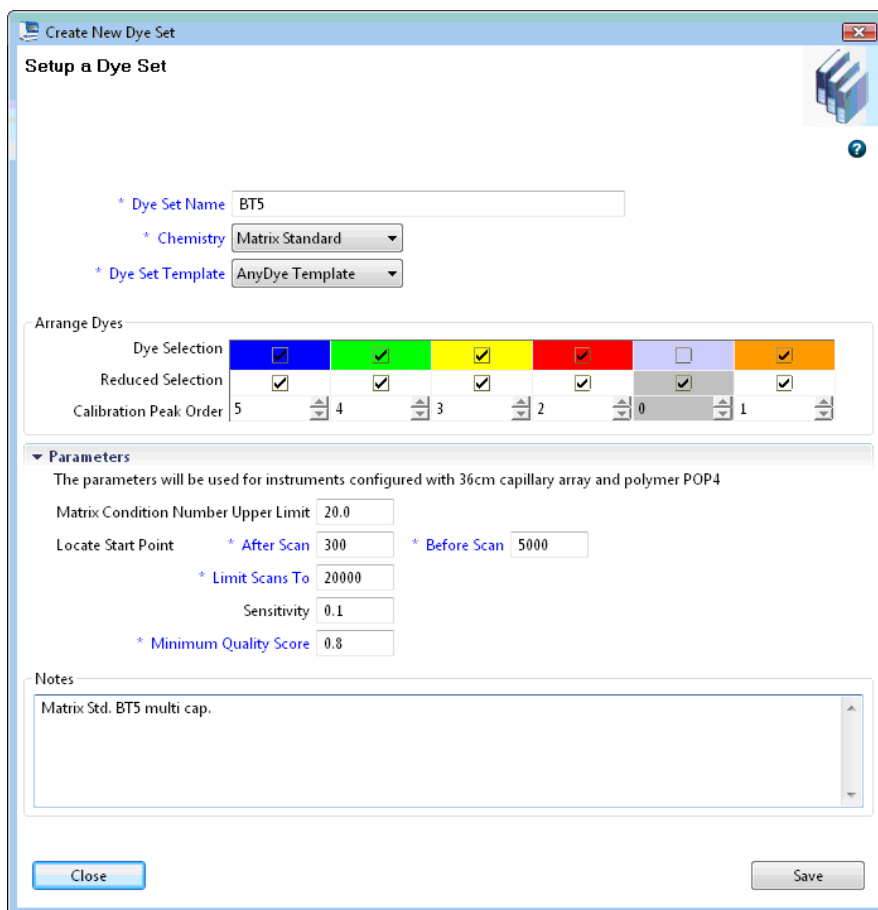 Create New Dye Set
Setup a Dye Set
?
* Dye Set Name BT5
* Chemistry Matrix Standard
* Dye Set Template AnyDye Template
Arrange Dyes
Dye Selection
Reduced Selection
Calibration Peak Order 5 4 3 2 0 1
Parameters
The parameters will be used for instruments configured with 36cm capillary array and polymer POP4
Matrix Condition Number Upper Limit 20.0
Locate Start Point * After Scan 300 * Before Scan 5000
* Limit Scans To 20000
Sensitivity 0.1
* Minimum Quality Score 0.8
Notes
Matrix Std. BT5 multi cap.
Close Save